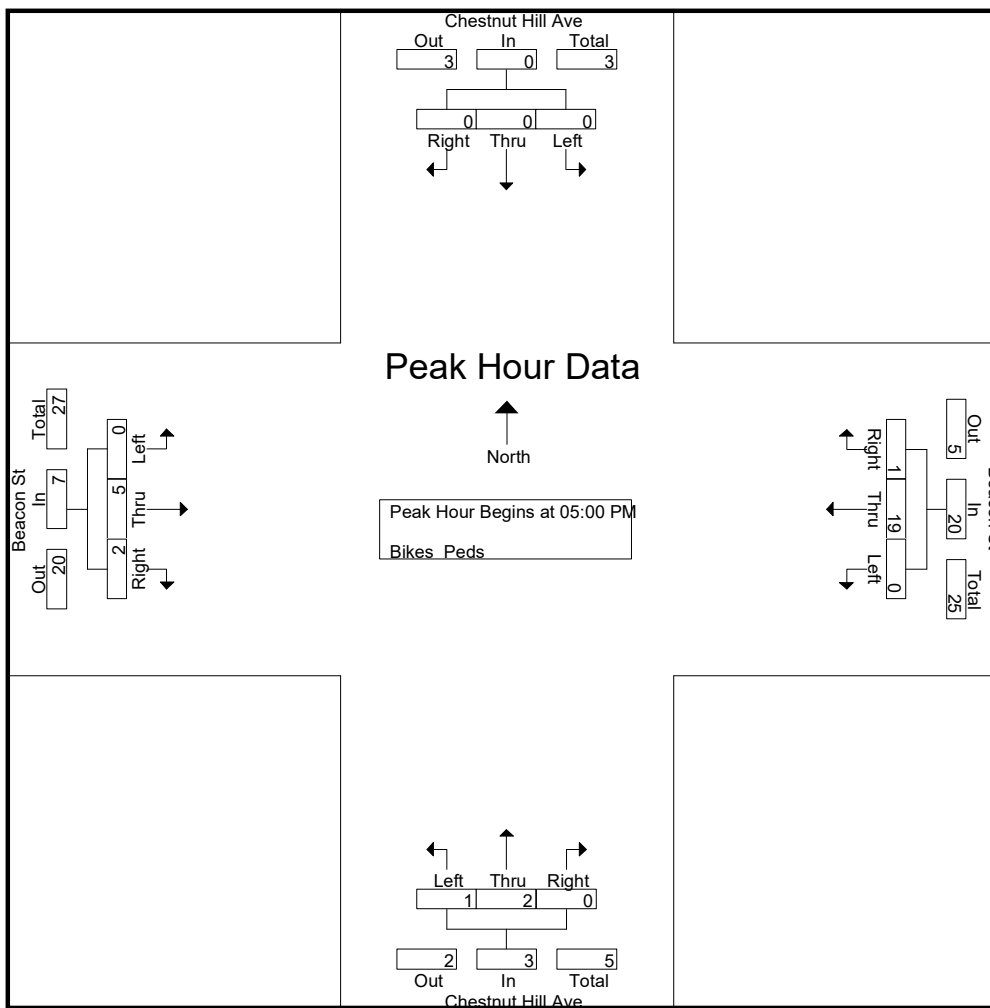 Chestnut Hill Ave
Out In Total
3 0 3
0 0 0
Right Thru Left
Peak Hour Data
North
Peak Hour Begins at 05:00 PM
Bikes Peds
Beacon St
Total In Out
27 7 20
0 5 2
Left Thru Right
Right Thru Left
1 19 0
Out In Total
5 20 25
Left Thru Right
1 2 0
2 3 5
Out In Total
Chestnut Hill Ave